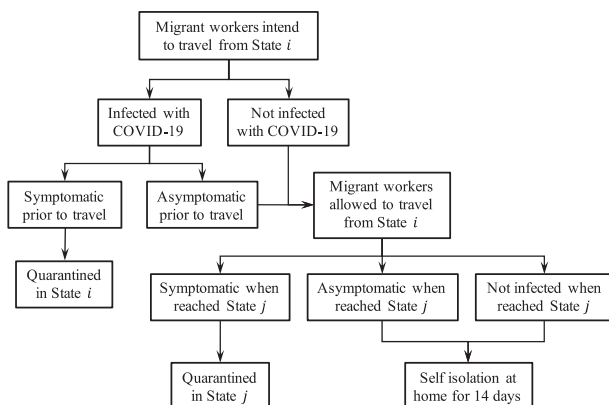 Migrant workers intend
to travel from State i
Infected with
COVID-19
Not infected
with COVID-19
Symptomatic
prior to travel
Asymptomatic
prior to travel
Migrant workers
allowed to travel
from State i
Quarantined
in State i
Symptomatic when
reached State j
Asymptomatic when
reached State j
Not infected when
reached State j
Quarantined
in State j
Self isolation at
home for 14 days